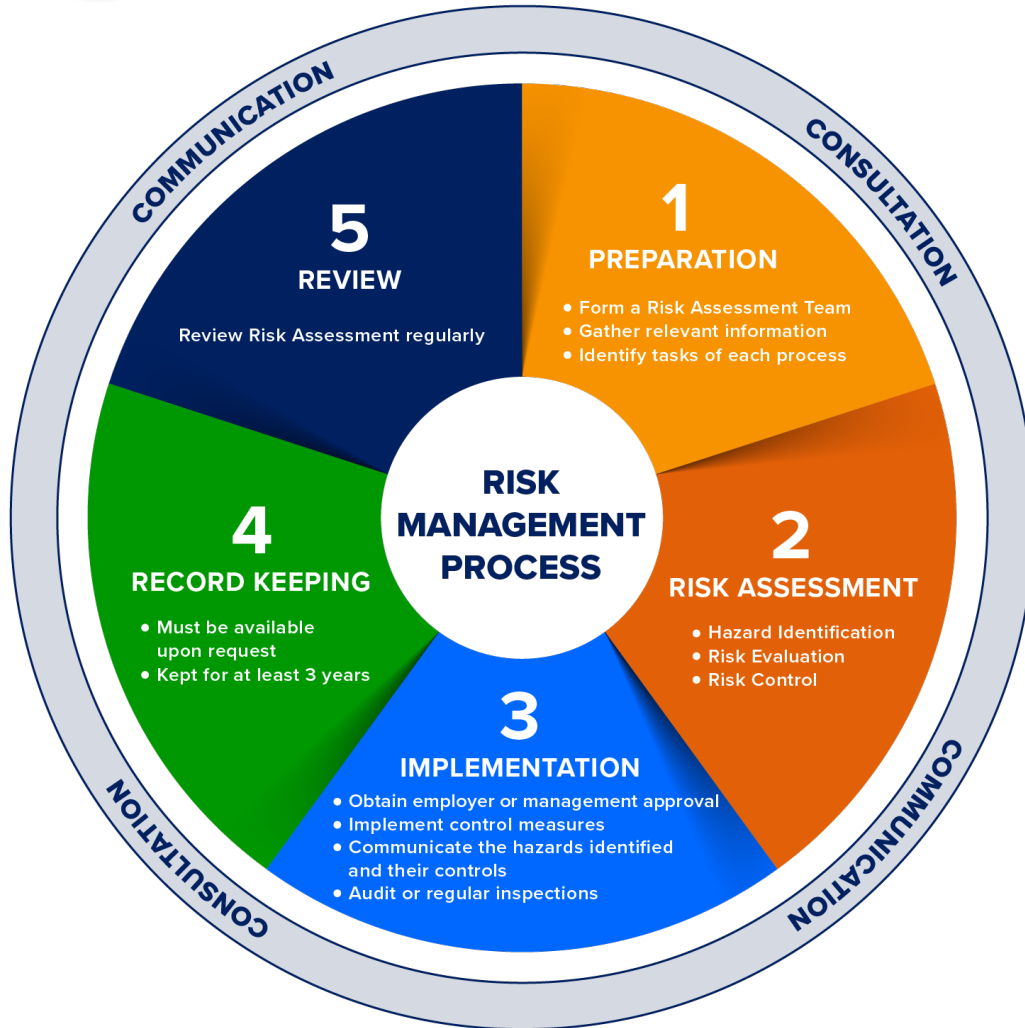 COMMUNICATION
CONSULTATION
5
REVIEW
Review Risk Assessment regularly
1
PREPARATION
● Form a Risk Assessment Team
● Gather relevant information
● Identify tasks of each process
RISK
MANAGEMENT
PROCESS
4
RECORD KEEPING
● Must be available
upon request
● Kept for at least 3 years
2
RISK ASSESSMENT
● Hazard Identification
● Risk Evaluation
● Risk Control
3
IMPLEMENTATION
● Obtain employer or management approval
● Implement control measures
● Communicate the hazards identified
and their controls
● Audit or regular inspections
CONSULTATION
COMMUNICATION